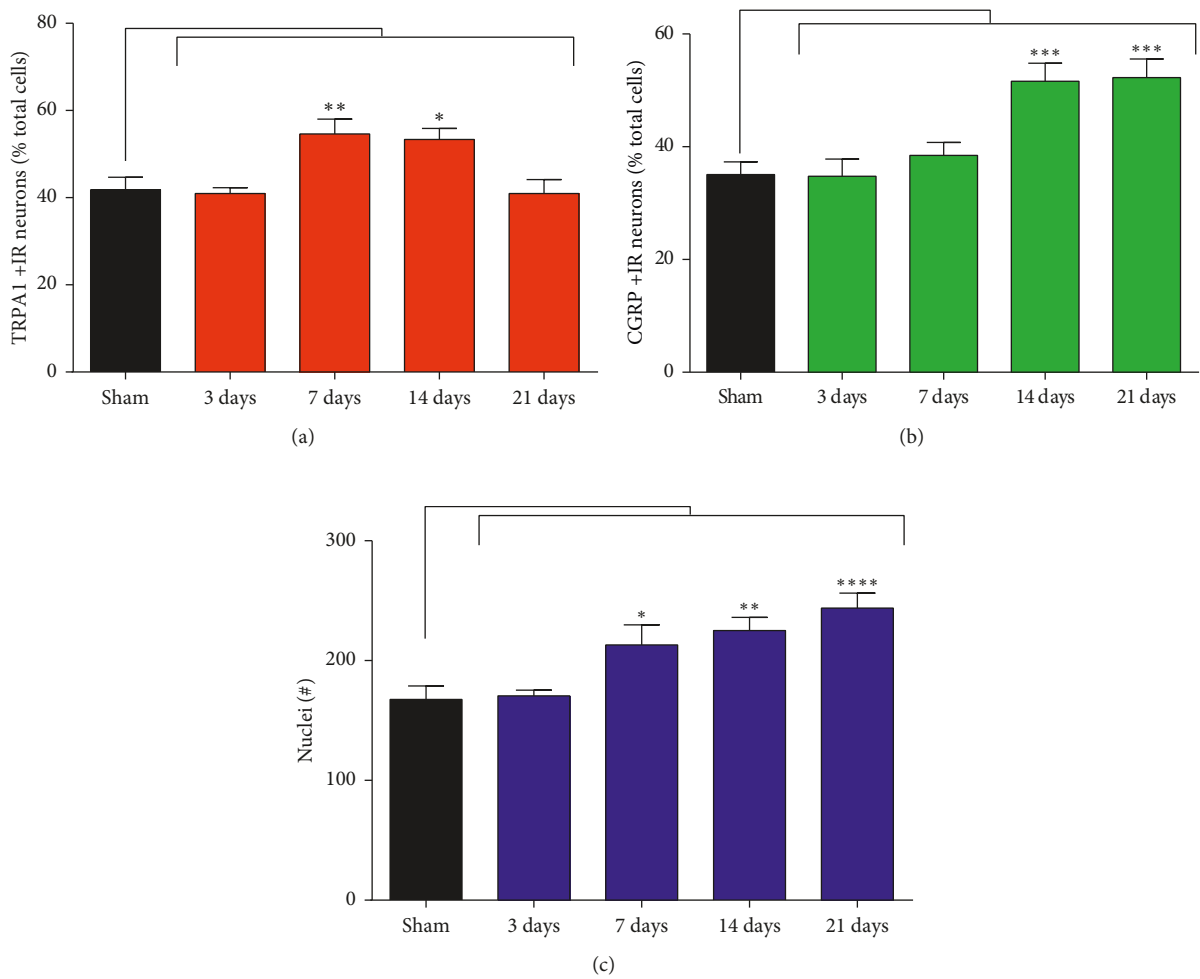 TRPA1 +IR neurons (% total cells)
80
60
40
20
0
**
*
Sham
3 days
7 days
14 days
21 days
(a)
CGRP +IR neurons (% total cells)
60
40
20
0
***
***
Sham
3 days
7 days
14 days
21 days
(b)
Nuclei (#)
300
200
100
0
*
**
****
Sham
3 days
7 days
14 days
21 days
(c)